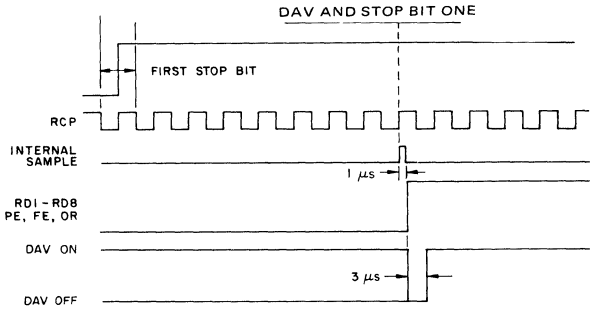 DAV AND STOP BIT ONE
FIRST STOP BIT
RCP
INTERNAL
SAMPLE
1 µs
RD1-RD8
PE, FE, OR
DAV ON
3 µs
DAV OFF